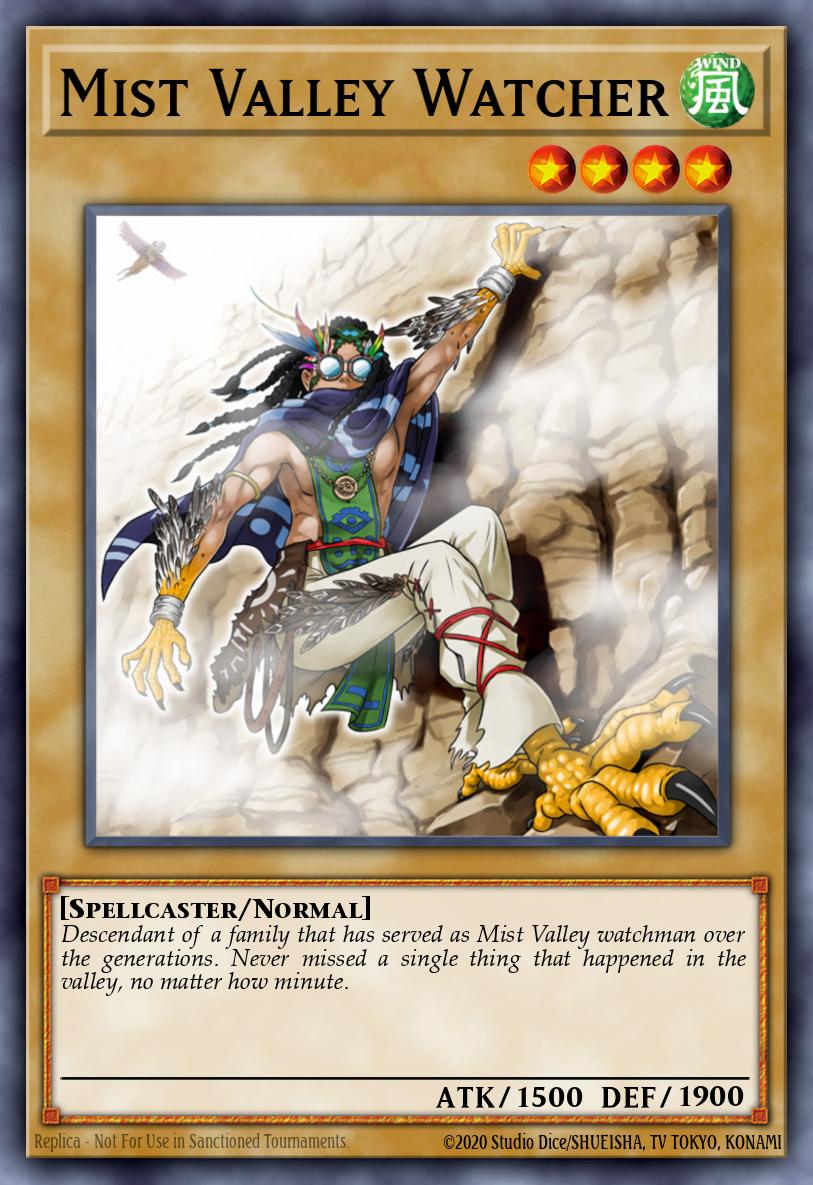 Mist Valley Watcher
WIND
風
[Spellcaster/Normal]
Descendant of a family that has served as Mist Valley watchman over
the generations. Never missed a single thing that happened in the
valley, no matter how minute.
ATK/1500 DEF/1900
Replica - Not For Use in Sanctioned Tournaments.
©2020 Studio Dice/SHUEISHA, TV TOKYO, KONAMI